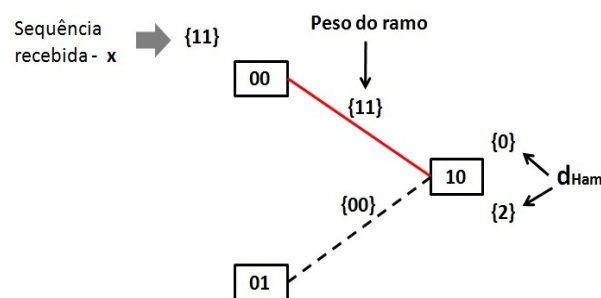 Sequência
recebida - x
{11}
Peso do ramo
00
{11}
{0}
10
dHam
{00}
{2}
01